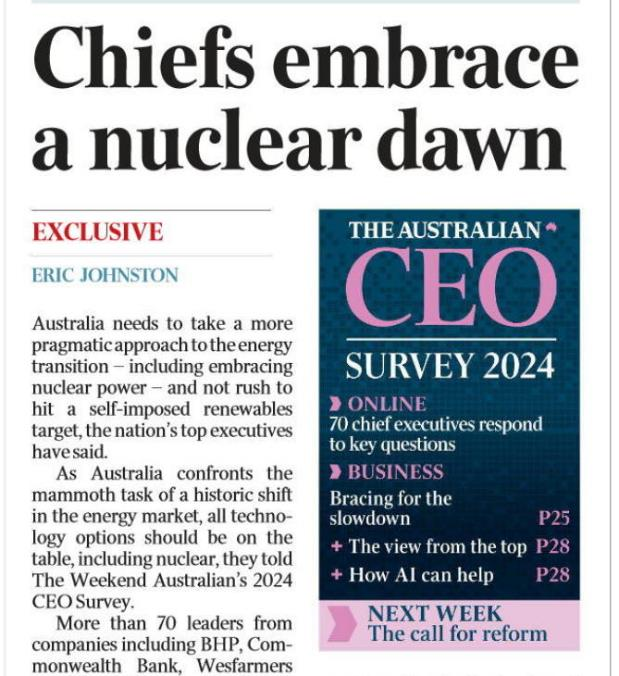 Chiefs embrace
a nuclear dawn
EXCLUSIVE
ERIC JOHNSTON
Australia needs to take a more
pragmatic approach to the energy
transition – including embracing
nuclear power – and not rush to
hit a self-imposed renewables
target, the nation's top executives
have said.
As Australia confronts the
mammoth task of a historic shift
in the energy market, all techno-
logy options should be on the
table, including nuclear, they told
The Weekend Australian's 2024
CEO Survey.
More than 70 leaders from
companies including BHP, Com-
monwealth Bank, Wesfarmers
THE AUSTRALIAN
CEO
SURVEY 2024
ONLINE
70 chief executives respond
to key questions
BUSINESS
Bracing for the
slowdown P25
+ The view from the top P28
+ How AI can help P28
NEXT WEEK
The call for reform